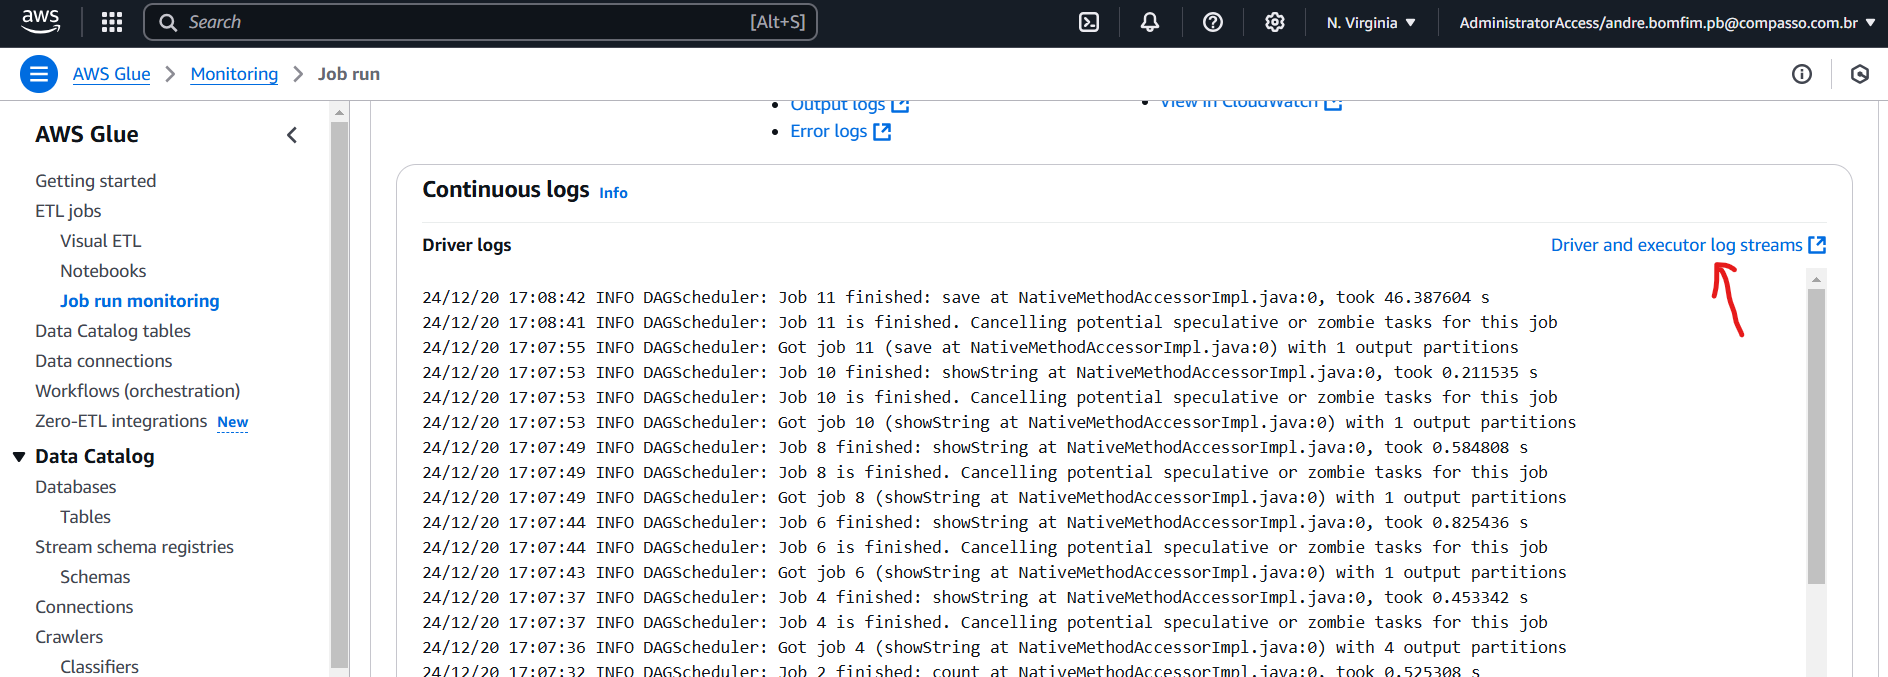 aws
Search [Alt+S]
N. Virginia
AdministratorAccess/andre.bomfim.pb@compasso.com.br
AWS Glue
Monitoring
Job run
AWS Glue
Getting started
ETL jobs
Visual ETL
Notebooks
Job run monitoring
Data Catalog tables
Data connections
Workflows (orchestration)
Zero-ETL integrations New
Data Catalog
Databases
Tables
Stream schema registries
Schemas
Connections
Crawlers
Classifiers
Output logs
Error logs
View in CloudWatch
Continuous logs Info
Driver logs
Driver and executor log streams
24/12/20 17:08:42 INFO DAGScheduler: Job 11 finished: save at NativeMethodAccessorImpl.java:0, took 46.387604 s
24/12/20 17:08:41 INFO DAGScheduler: Job 11 is finished. Cancelling potential speculative or zombie tasks for this job
24/12/20 17:07:55 INFO DAGScheduler: Got job 11 (save at NativeMethodAccessorImpl.java:0) with 1 output partitions
24/12/20 17:07:53 INFO DAGScheduler: Job 10 finished: showString at NativeMethodAccessorImpl.java:0, took 0.211535 s
24/12/20 17:07:53 INFO DAGScheduler: Job 10 is finished. Cancelling potential speculative or zombie tasks for this job
24/12/20 17:07:53 INFO DAGScheduler: Got job 10 (showString at NativeMethodAccessorImpl.java:0) with 1 output partitions
24/12/20 17:07:49 INFO DAGScheduler: Job 8 finished: showString at NativeMethodAccessorImpl.java:0, took 0.584808 s
24/12/20 17:07:49 INFO DAGScheduler: Job 8 is finished. Cancelling potential speculative or zombie tasks for this job
24/12/20 17:07:49 INFO DAGScheduler: Got job 8 (showString at NativeMethodAccessorImpl.java:0) with 1 output partitions
24/12/20 17:07:44 INFO DAGScheduler: Job 6 finished: showString at NativeMethodAccessorImpl.java:0, took 0.825436 s
24/12/20 17:07:44 INFO DAGScheduler: Job 6 is finished. Cancelling potential speculative or zombie tasks for this job
24/12/20 17:07:43 INFO DAGScheduler: Got job 6 (showString at NativeMethodAccessorImpl.java:0) with 1 output partitions
24/12/20 17:07:37 INFO DAGScheduler: Job 4 finished: showString at NativeMethodAccessorImpl.java:0, took 0.453342 s
24/12/20 17:07:37 INFO DAGScheduler: Job 4 is finished. Cancelling potential speculative or zombie tasks for this job
24/12/20 17:07:36 INFO DAGScheduler: Got job 4 (showString at NativeMethodAccessorImpl.java:0) with 4 output partitions
24/12/20 17:07:32 INFO DAGScheduler: Job 2 finished: count at NativeMethodAccessorImpl.java:0, took 0.525308 s